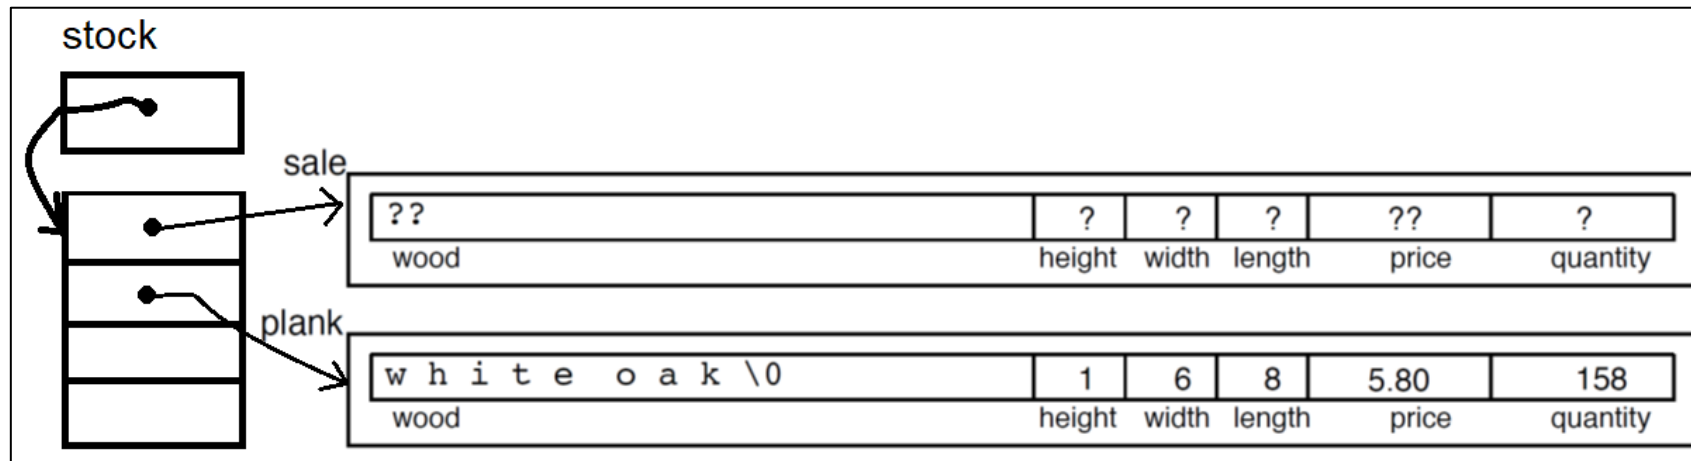 stock
sale
?? ? ? ? ?? ?
wood height width length price quantity
plank
w h i t e o a k \0 1 6 8 5.80 158
wood height width length price quantity